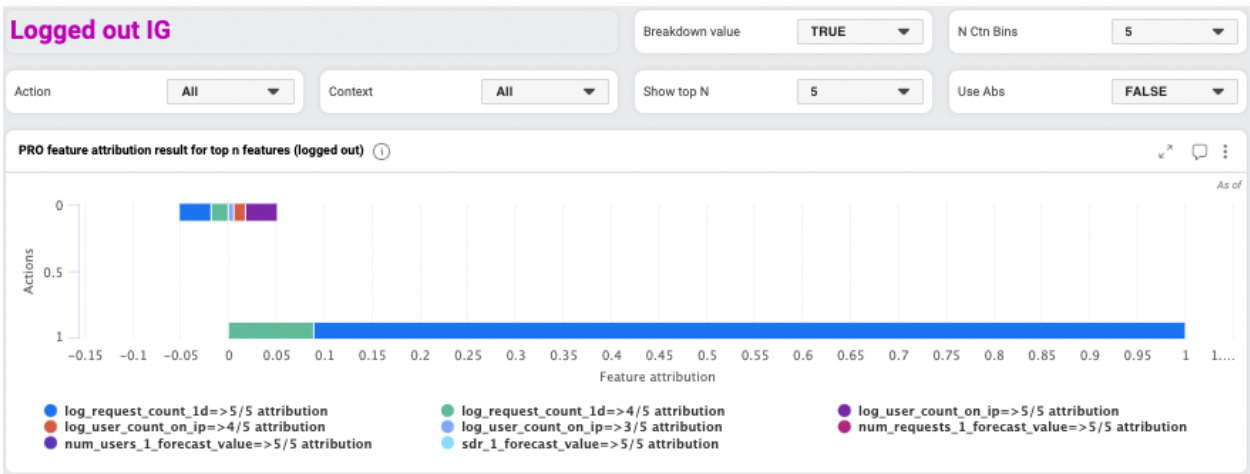 Logged out IG
Breakdown value TRUE
N Ctn Bins 5
Action All
Context All
Show top N 5
Use Abs FALSE
PRO feature attribution result for top n features (logged out)
As of
Actions
0
0.5
1
−0.15 −0.1 −0.05 0 0.05 0.1 0.15 0.2 0.25 0.3 0.35 0.4 0.45 0.5 0.55 0.6 0.65 0.7 0.75 0.8 0.85 0.9 0.95 1 1....
Feature attribution
log_request_count_1d=>5/5 attribution
log_request_count_1d=>4/5 attribution
log_user_count_on_ip=>5/5 attribution
log_user_count_on_ip=>4/5 attribution
log_user_count_on_ip=>3/5 attribution
num_requests_1_forecast_value=>5/5 attribution
num_users_1_forecast_value=>5/5 attribution
sdr_1_forecast_value=>5/5 attribution